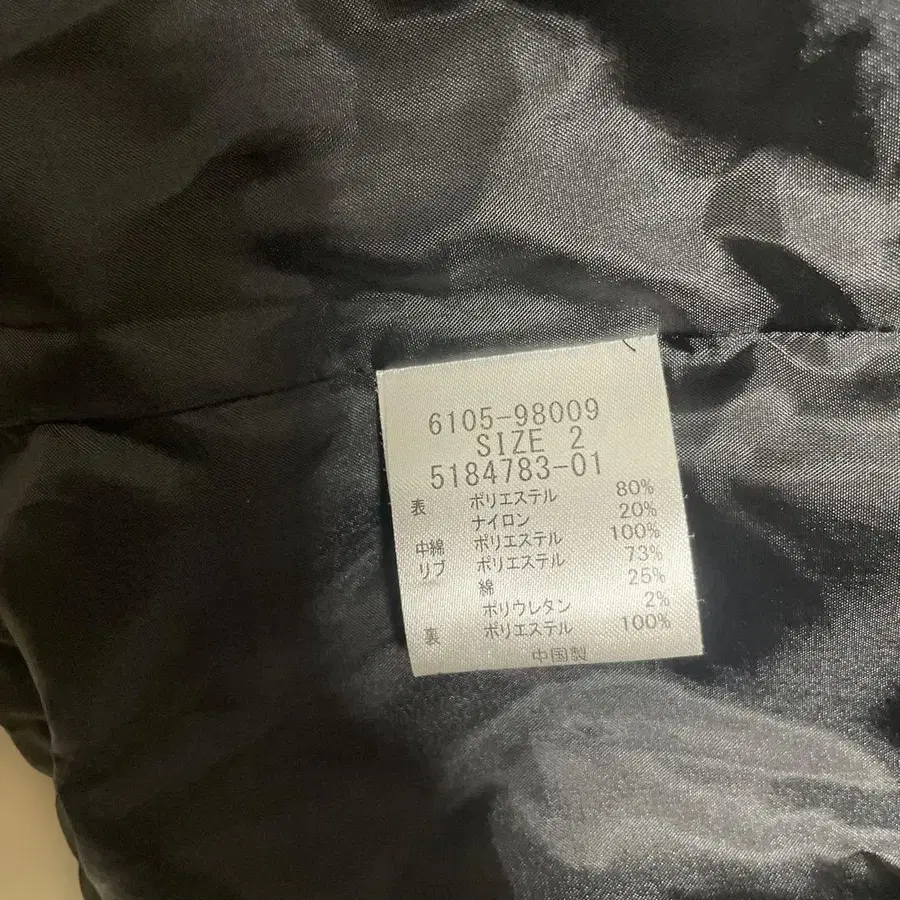 6105-98009
SIZE 2
5184783-01
表 ポリエステル 80%
ナイロン 20%
中綿 ポリエステル 100%
リブ ポリエステル 73%
綿 25%
ポリウレタン 2%
裏 ポリエステル 100%
中国製